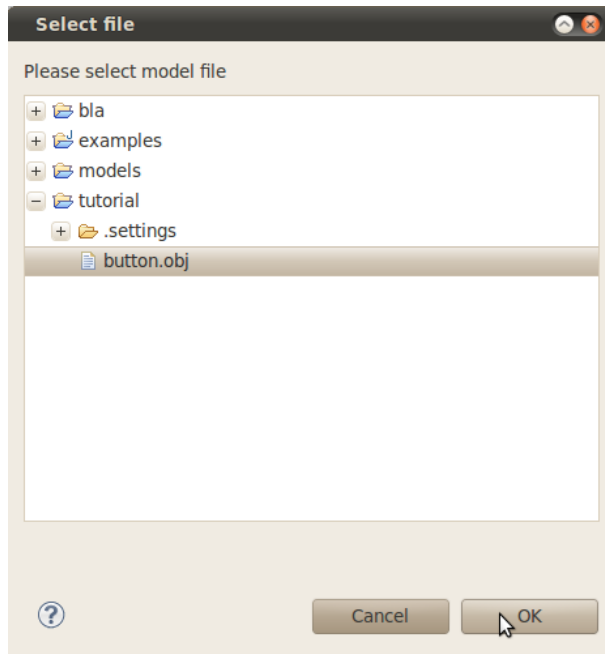 Select file
Please select model file
bla
examples
models
tutorial
.settings
button.obj
Cancel
OK